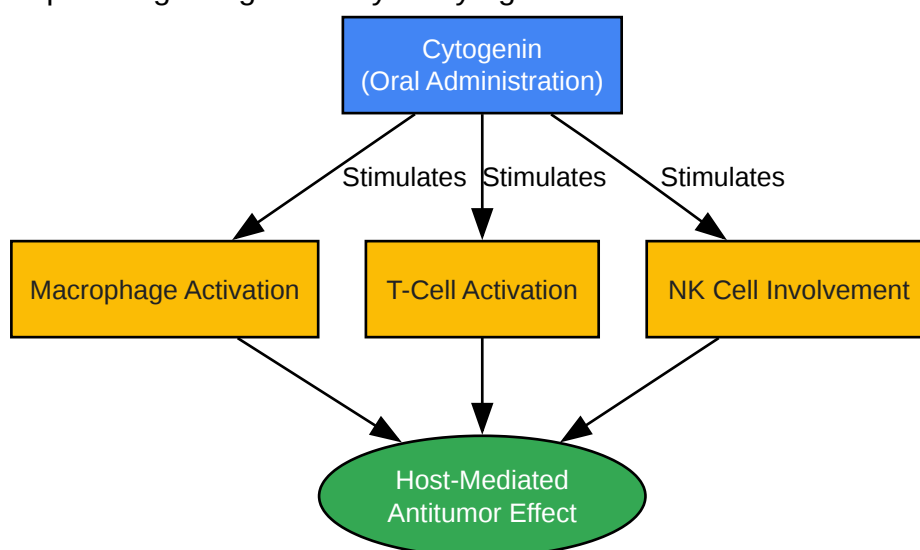 Cytogenin
(Oral Administration)
Stimulates Stimulates Stimulates
Macrophage Activation T-Cell Activation NK Cell Involvement
Host-Mediated
Antitumor Effect